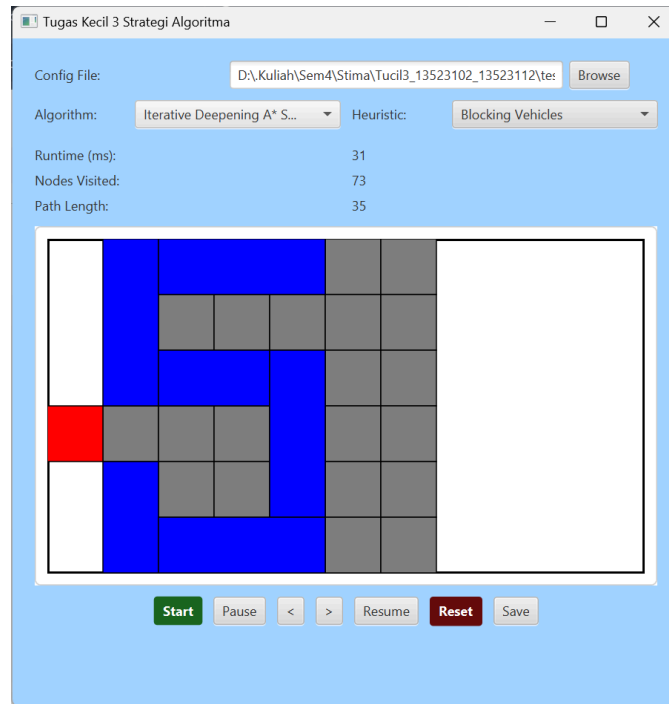 Tugas Kecil 3 Strategi Algoritma
Config File: D:\.Kuliah\Sem4\Stima\Tucil3_13523102_13523112\tes Browse
Algorithm: Iterative Deepening A* S... Heuristic: Blocking Vehicles
Runtime (ms): 31
Nodes Visited: 73
Path Length: 35
Start Pause < > Resume Reset Save